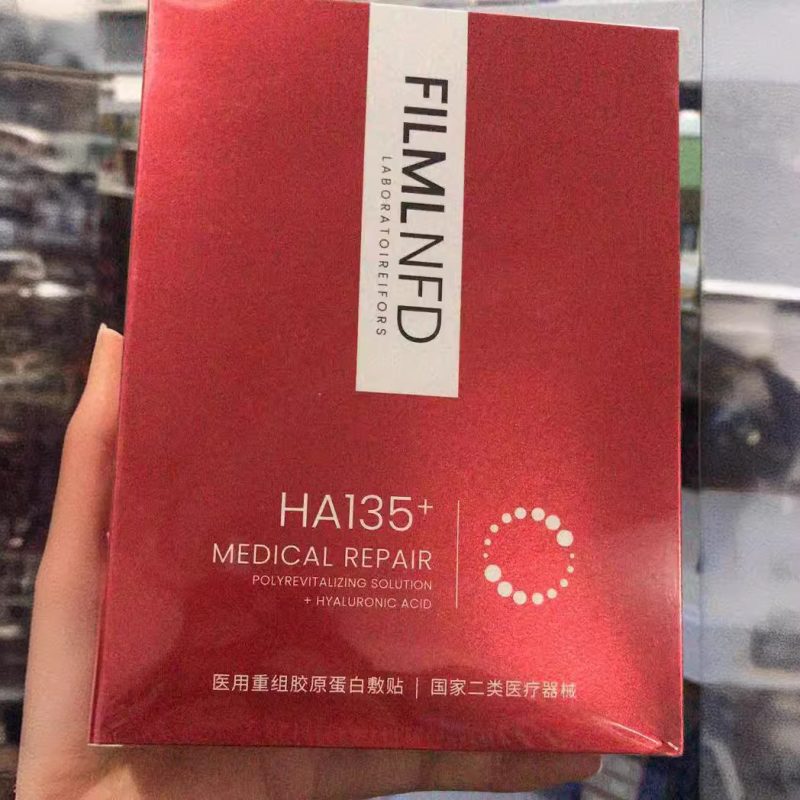 FILMLNFD
LABORATOIREIFORS
HA135+
MEDICAL REPAIR
POLYREVITALIZING SOLUTION
+ HYALURONIC ACID
医用重组胶原蛋白敷贴 | 国家二类医疗器械